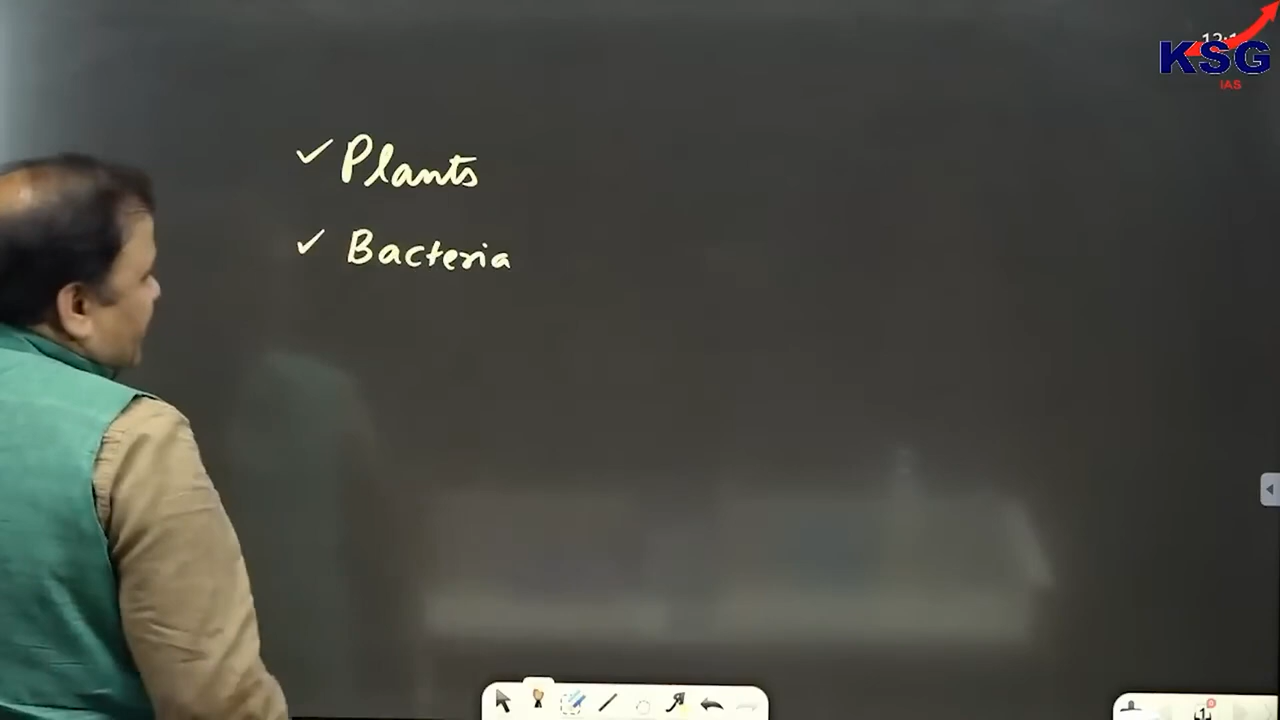 KSG
IAS
✓ Plants
✓ Bacteria